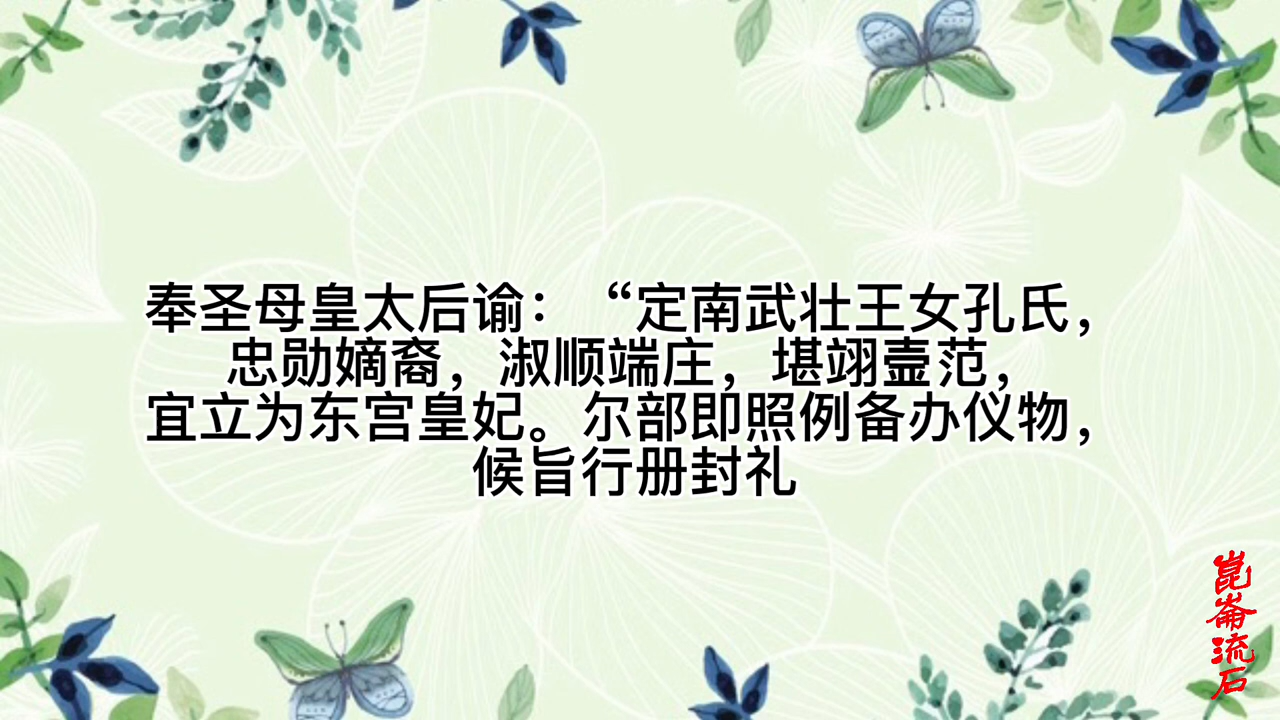 奉圣母皇太后谕：“定南武壮王女孔氏，
忠勋嫡裔，淑顺端庄，堪翊壸范，
宜立为东宫皇妃。尔部即照例备办仪物，
候旨行册封礼
崑崙流石